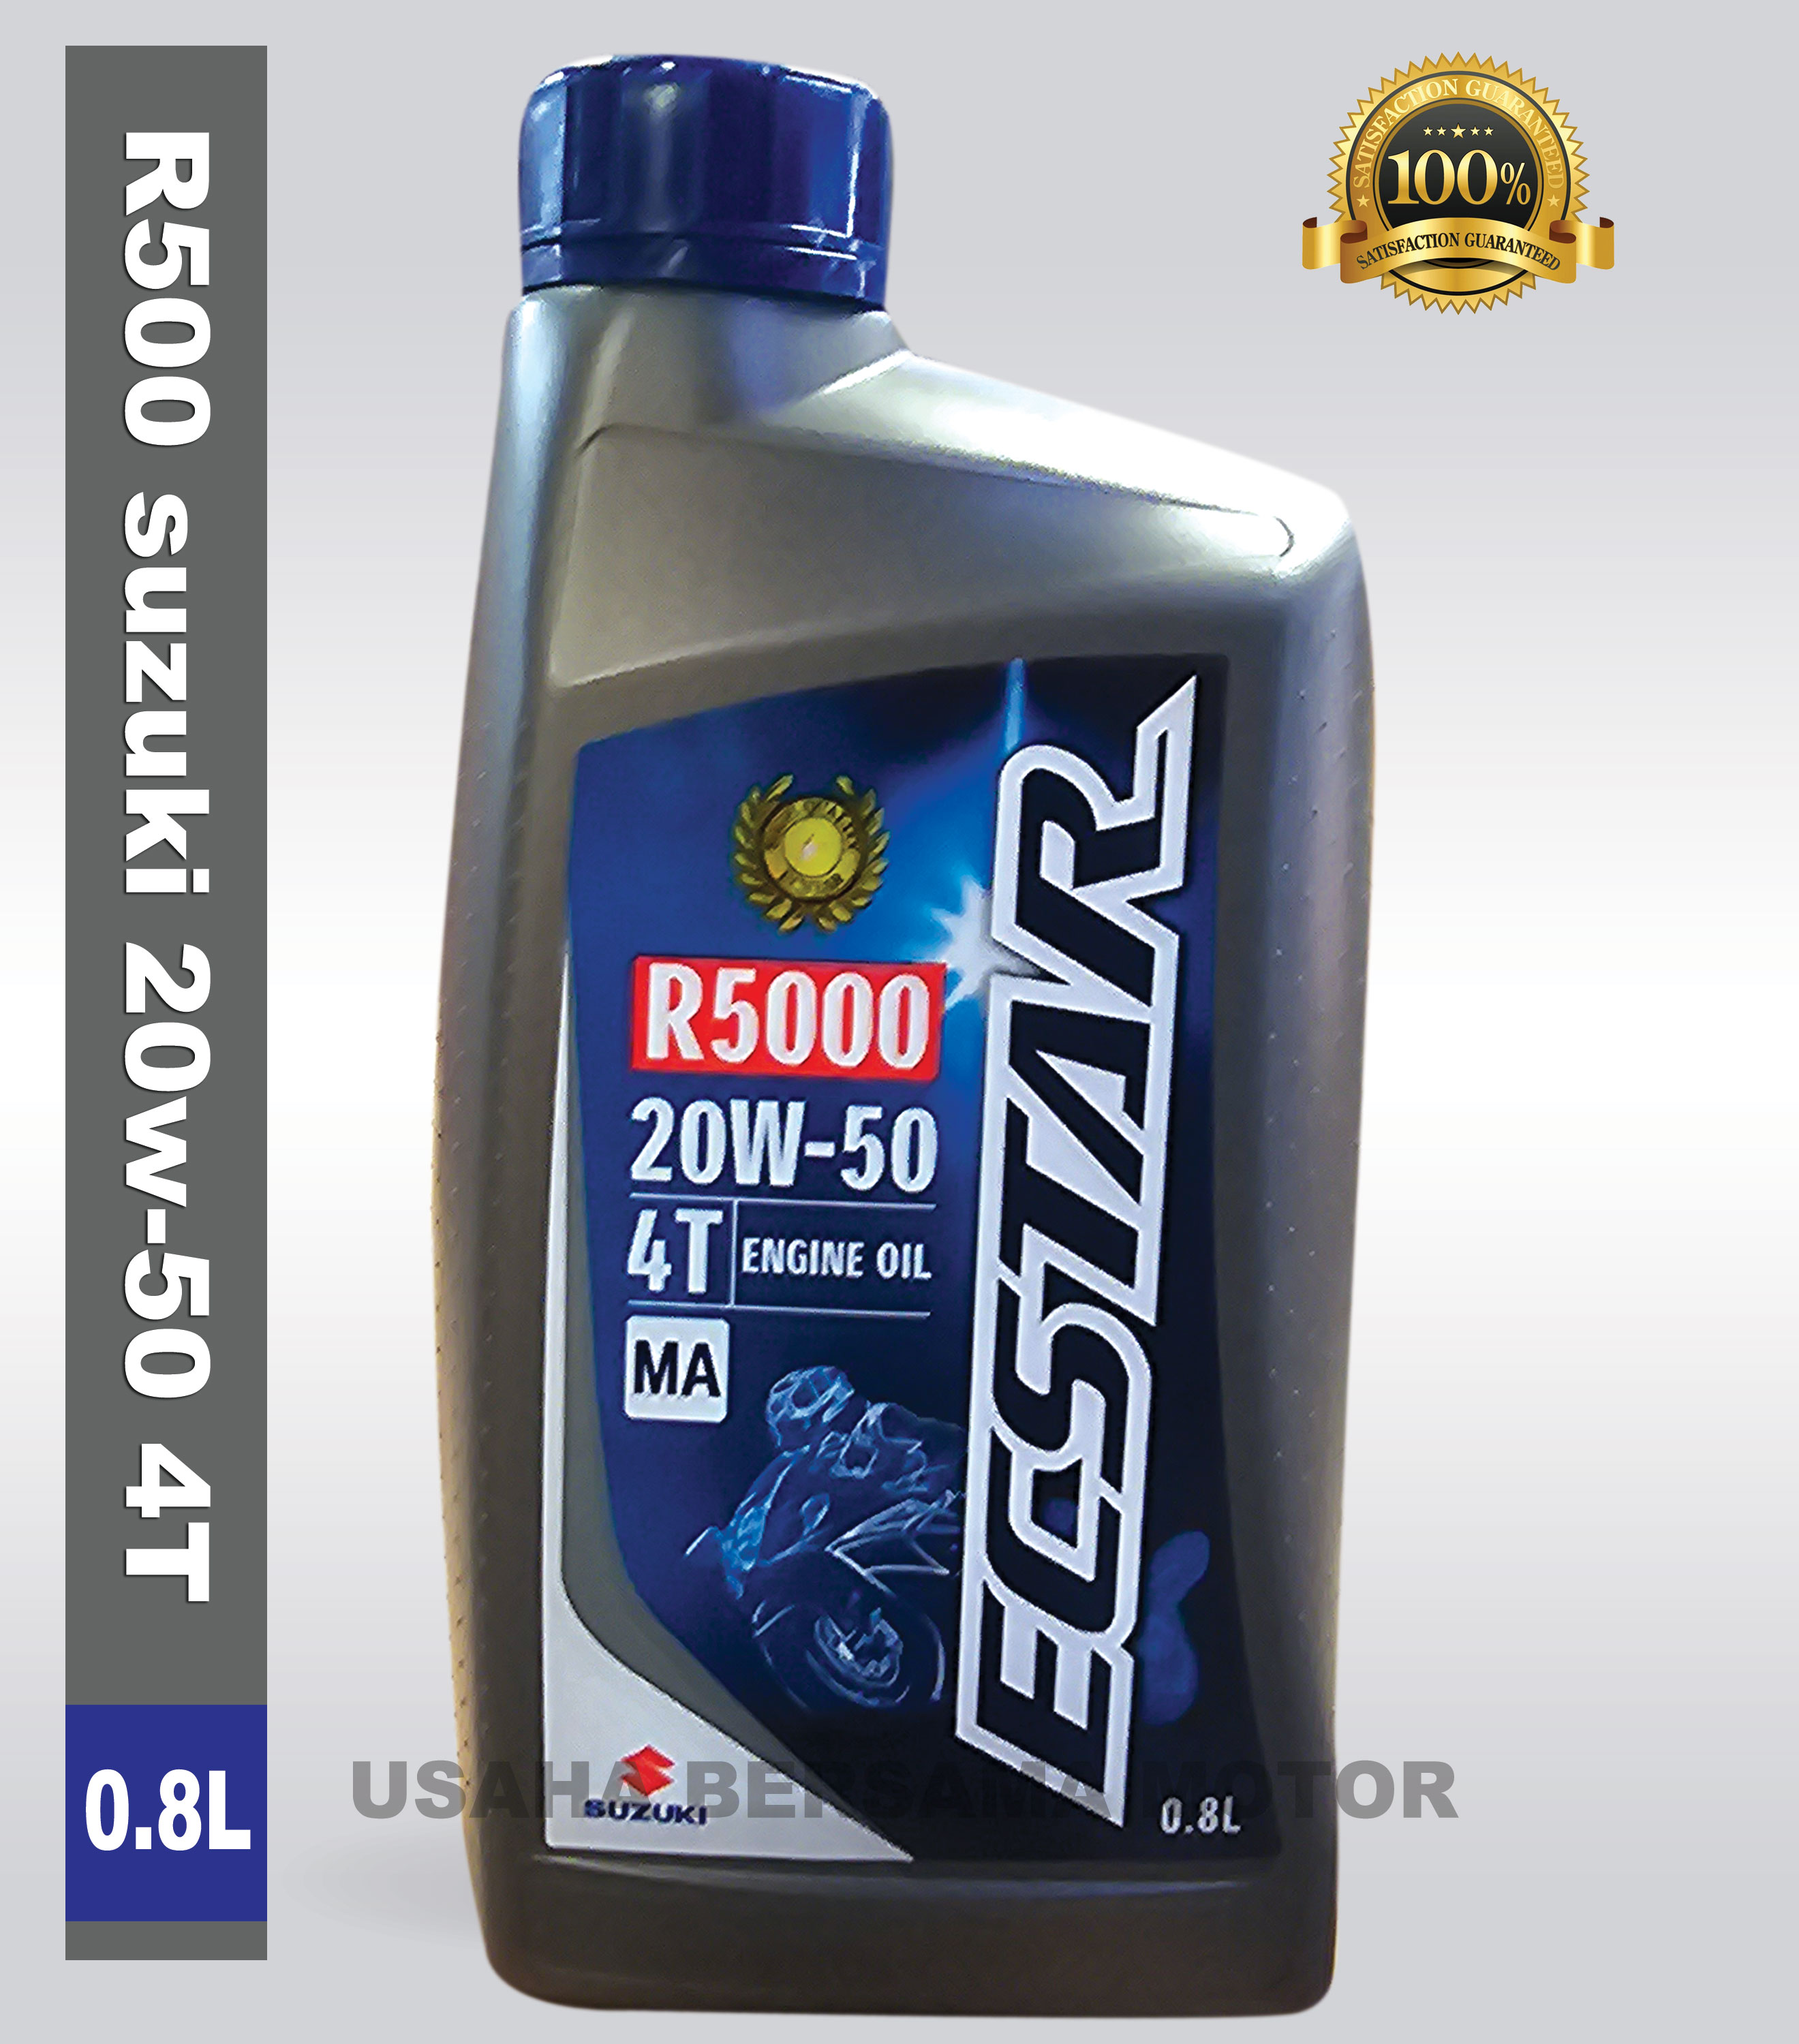 R500 suzuki 20w-50 4T
0.8L
SATISFACTION GUARANTEED
100%
SATISFACTION GUARANTEED
ECSTAR
R5000
20W-50
4T ENGINE OIL
MA
SUZUKI
0.8L
USAHA BERSAMA MOTOR